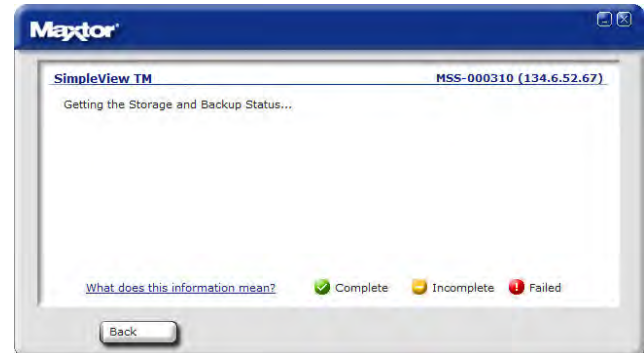 Maxtor
SimpleView TM MSS-000310 (134.6.52.67)
Getting the Storage and Backup Status...
What does this information mean? Complete Incomplete Failed
Back